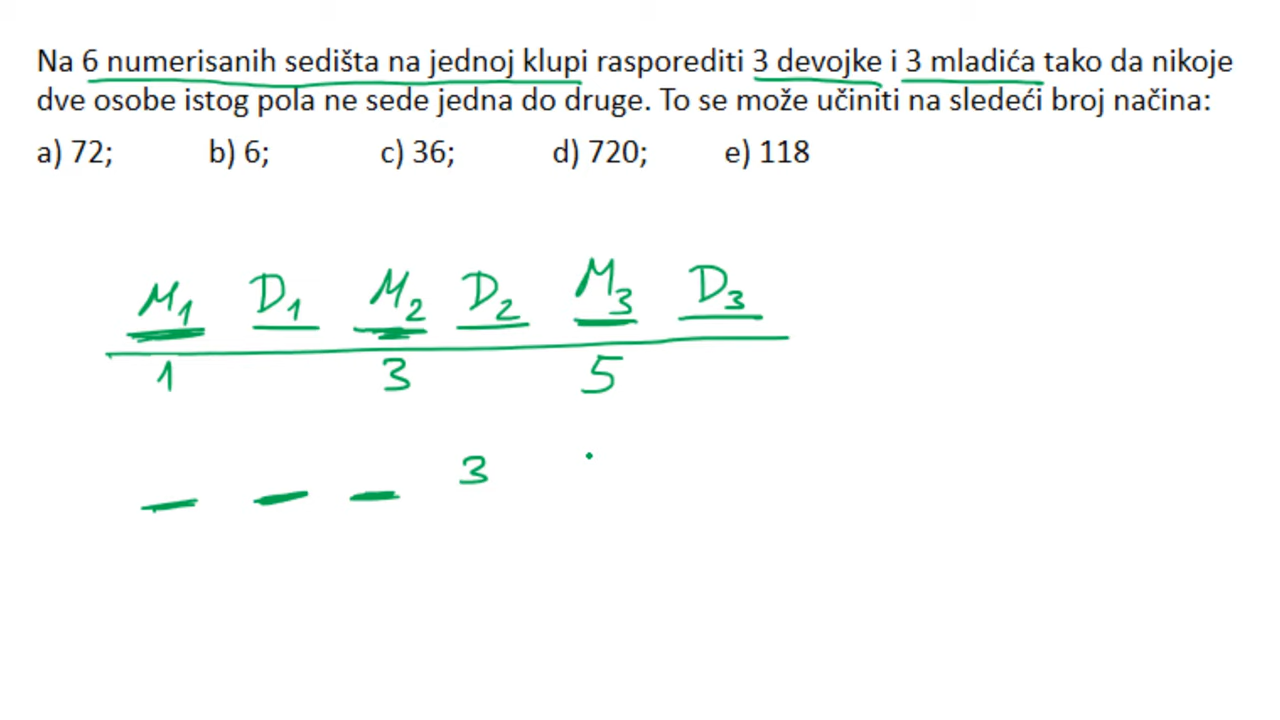 Na 6 numerisanih sedišta na jednoj klupi rasporediti 3 devojke i 3 mladića tako da nikoje
dve osobe istog pola ne sede jedna do druge. To se može učiniti na sledeći broj načina:
a) 72; b) 6; c) 36; d) 720; e) 118
M1 D1 M2 D2 M3 D3
1 3 5
3